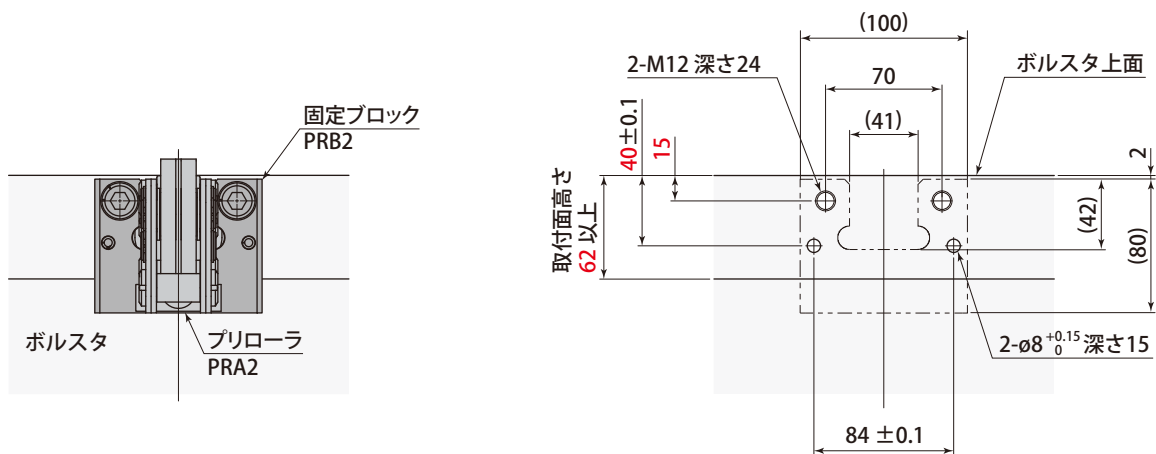 固定ブロック
PRB2
ボルスタ
プリローラ
PRA2
(100)
2-M12 深さ24
70
ボルスタ上面
(41)
40±0.1
15
2
取付面高さ
62 以上
(42)
(80)
2-ø8 +0.15 0 深さ15
84 ±0.1